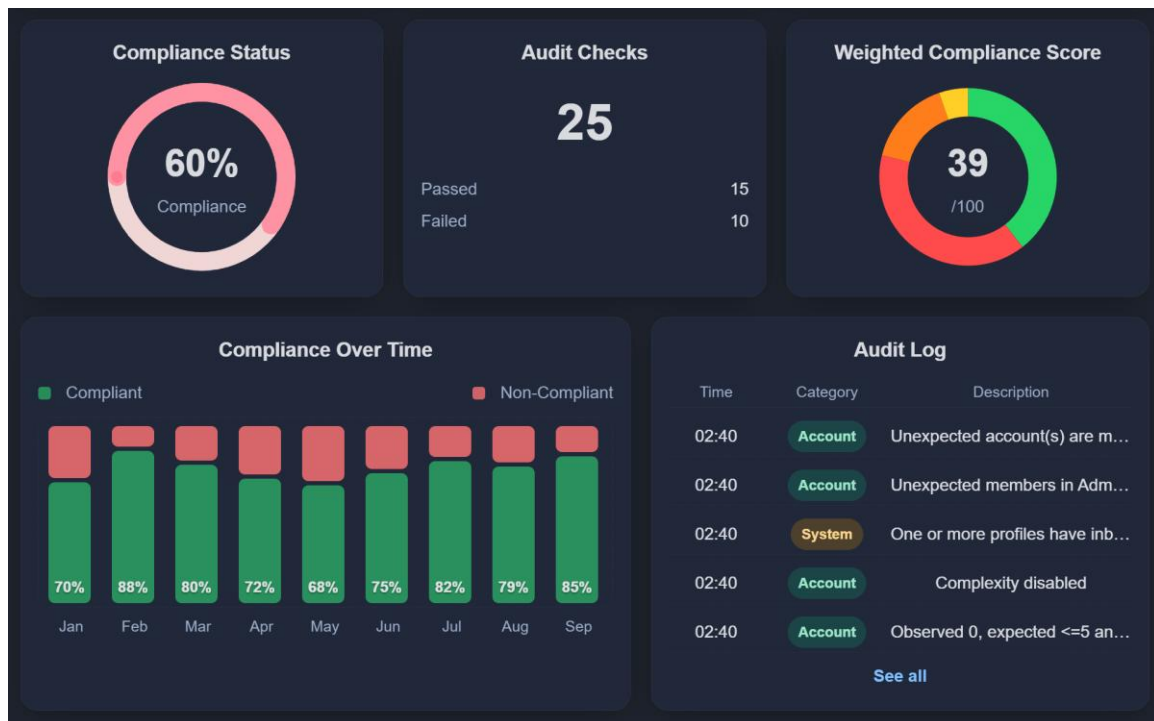 Compliance Status
60%
Compliance
Audit Checks
25
Passed 15
Failed 10
Weighted Compliance Score
39
/100
Compliance Over Time
Compliant Non-Compliant
70% 88% 80% 72% 68% 75% 82% 79% 85%
Jan Feb Mar Apr May Jun Jul Aug Sep
Audit Log
Time Category Description
02:40 Account Unexpected account(s) are m...
02:40 Account Unexpected members in Adm...
02:40 System One or more profiles have inb...
02:40 Account Complexity disabled
02:40 Account Observed 0, expected <=5 an...
See all